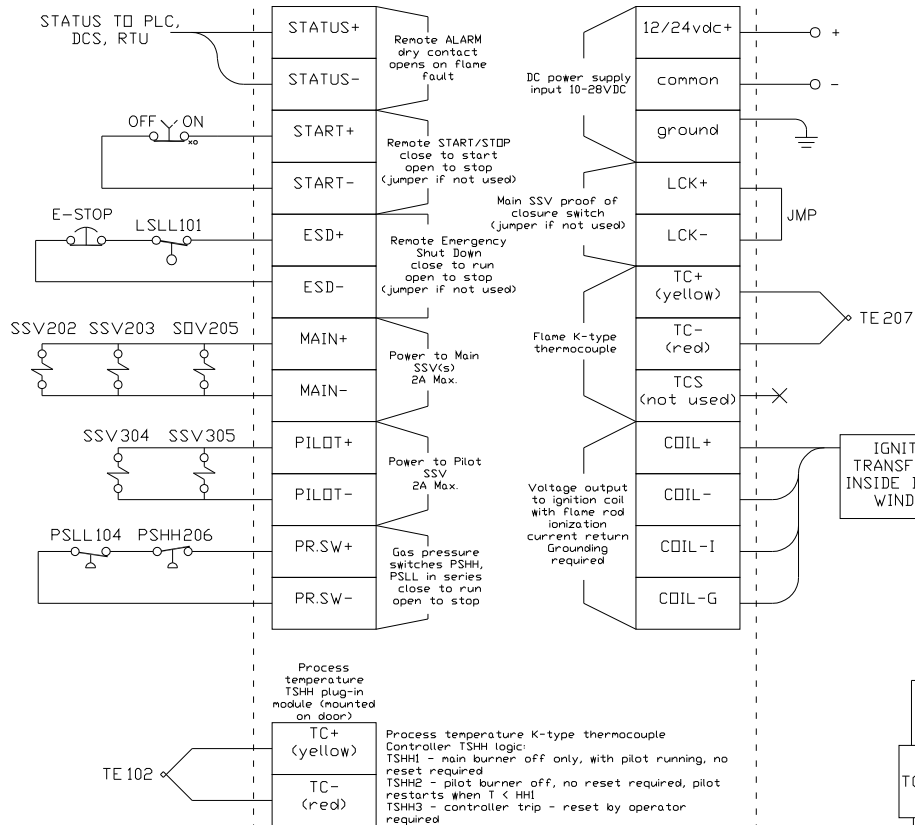 STATUS TO PLC,
DCS, RTU
STATUS+
STATUS-
Remote ALARM
dry contact
opens on flame
fault
OFF
ON
xo
START+
START-
Remote START/STOP
close to start
open to stop
(jumper if not used)
E-STOP
LSLL101
ESD+
ESD-
Remote Emergency
Shut Down
close to run
open to stop
(jumper if not used)
SSV202 SSV203 SOV205
MAIN+
MAIN-
Power to Main
SSV(s)
2A Max.
SSV304 SSV305
PILOT+
PILOT-
Power to Pilot
SSV
2A Max.
PSLL104 PSHH206
PR.SW+
PR.SW-
Gas pressure
switches PSHH,
PSLL in series
close to run
open to stop
DC power supply
input 10-28VDC
12/24vdc+
common
ground
+
-
Main SSV proof of
closure switch
(jumper if not used)
LCK+
LCK-
JMP
Flame K-type
thermocouple
TC+
(yellow)
TC-
(red)
TCS
(not used)
TE207
Voltage output
to ignition coil
with flame rod
ionization
current return
Grounding
required
COIL+
COIL-
COIL-I
COIL-G
IGNIT
TRANSF
INSIDE
WIND
Process
temperature
TSHH plug-in
module (mounted
on door)
TE102
TC+
(yellow)
TC-
(red)
Process temperature K-type thermocouple
Controller TSHH logic:
TSHH1 - main burner off only, with pilot running, no
reset required
TSHH2 - pilot burner off, no reset required, pilot
restarts when T < HH1
TSHH3 - controller trip - reset by operator
required